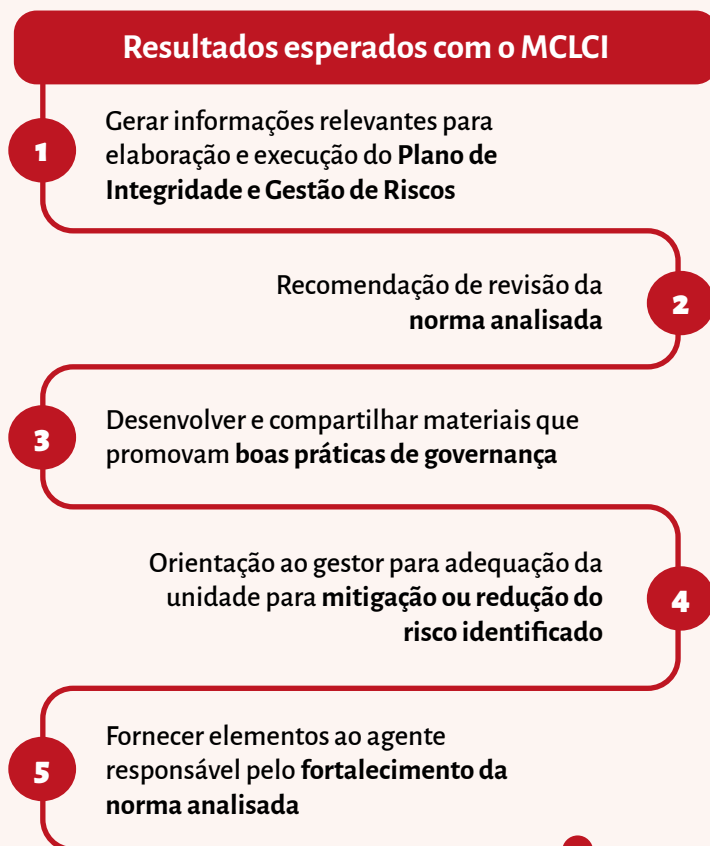 Resultados esperados com o MCLCI
1
Gerar informações relevantes para
elaboração e execução do Plano de
Integridade e Gestão de Riscos
Recomendação de revisão da
norma analisada
2
3
Desenvolver e compartilhar materiais que
promovam boas práticas de governança
Orientação ao gestor para adequação da
unidade para mitigação ou redução do
risco identificado
4
5
Fornecer elementos ao agente
responsável pelo fortalecimento da
norma analisada